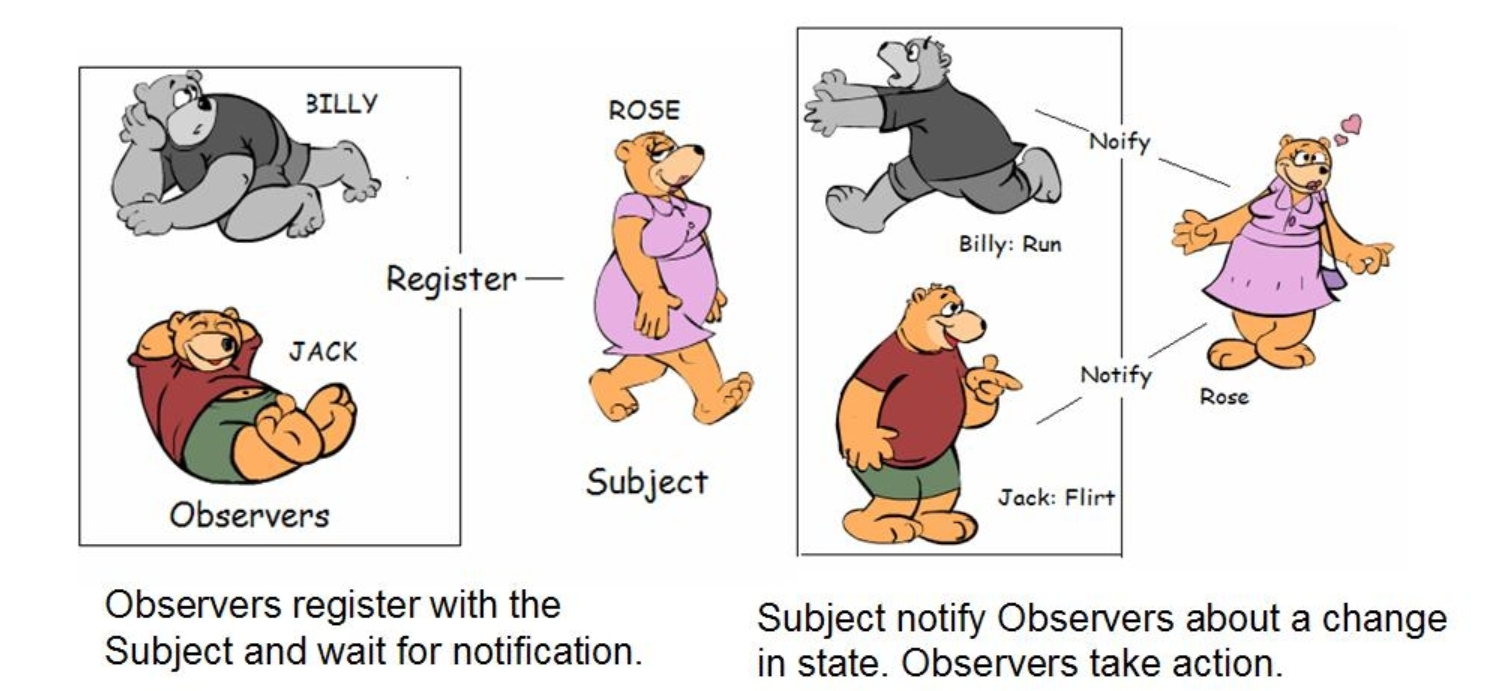 BILLY
JACK
Observers
Register
ROSE
Subject
Observers register with the
Subject and wait for notification.
Noify
Billy: Run
Notify
Rose
Jack: Flirt
Subject notify Observers about a change
in state. Observers take action.